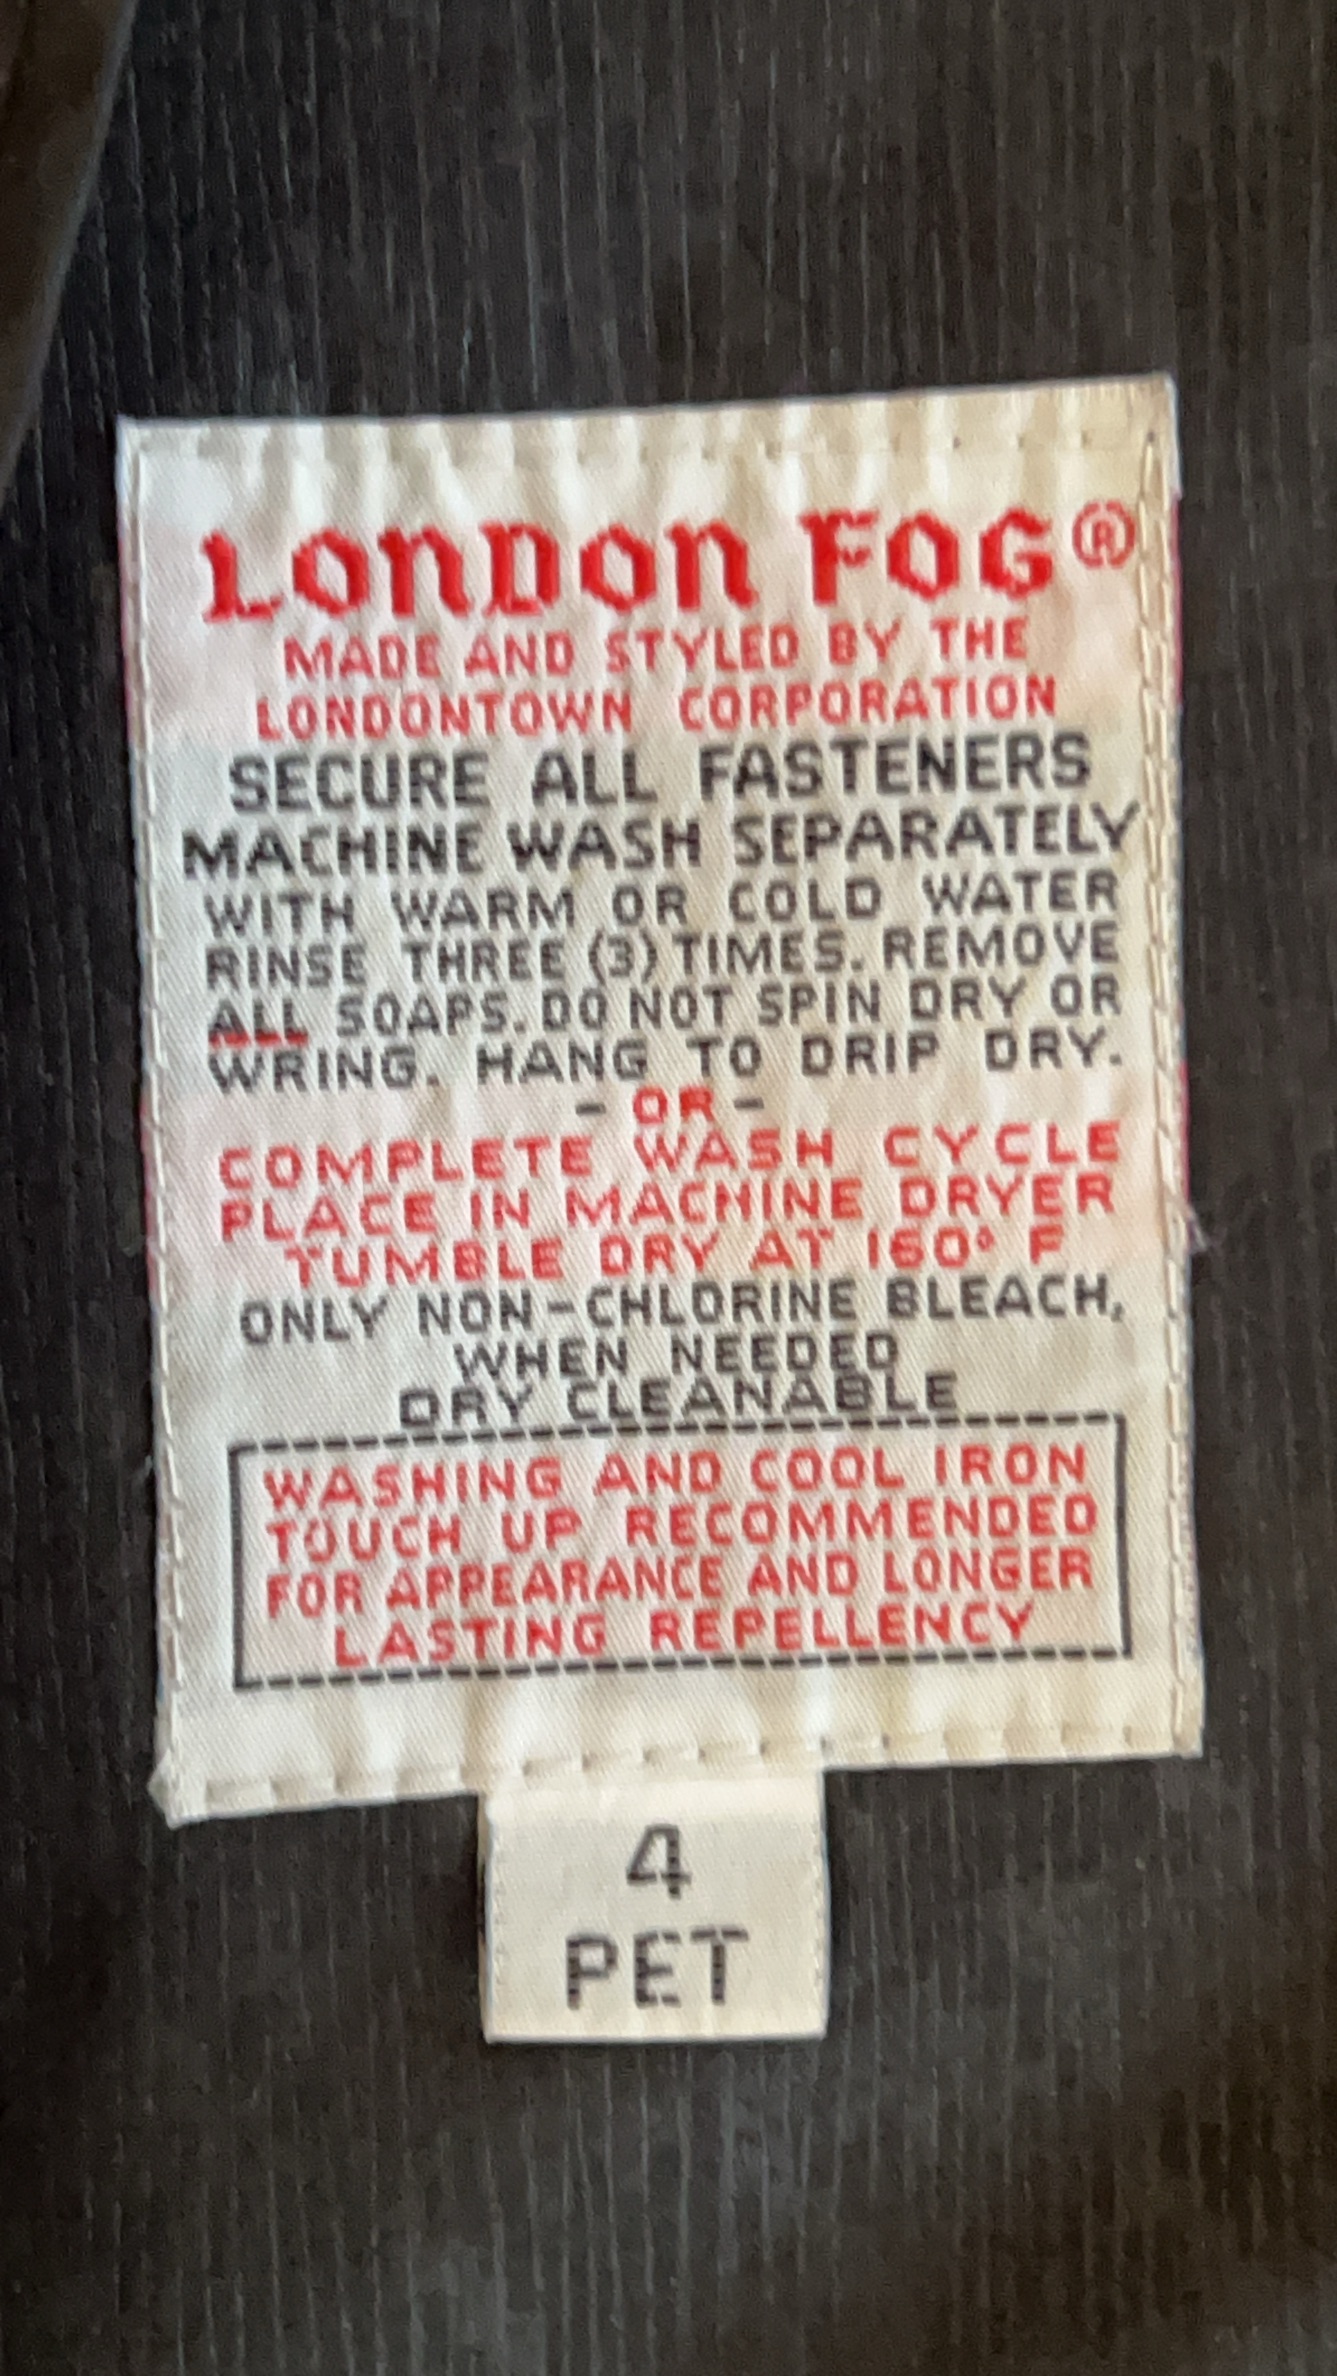 LONDON FOG®
MADE AND STYLED BY THE
LONDONTOWN CORPORATION
SECURE ALL FASTENERS
MACHINE WASH SEPARATELY
WITH WARM OR COLD WATER
RINSE THREE (3) TIMES. REMOVE
ALL SOAPS. DO NOT SPIN DRY OR
WRING. HANG TO DRIP DRY.
- OR -
COMPLETE WASH CYCLE
PLACE IN MACHINE DRYER
TUMBLE DRY AT 160° F
ONLY NON-CHLORINE BLEACH,
WHEN NEEDED
DRY CLEANABLE
WASHING AND COOL IRON
TOUCH UP RECOMMENDED
FOR APPEARANCE AND LONGER
LASTING REPELLENCY
4
PET